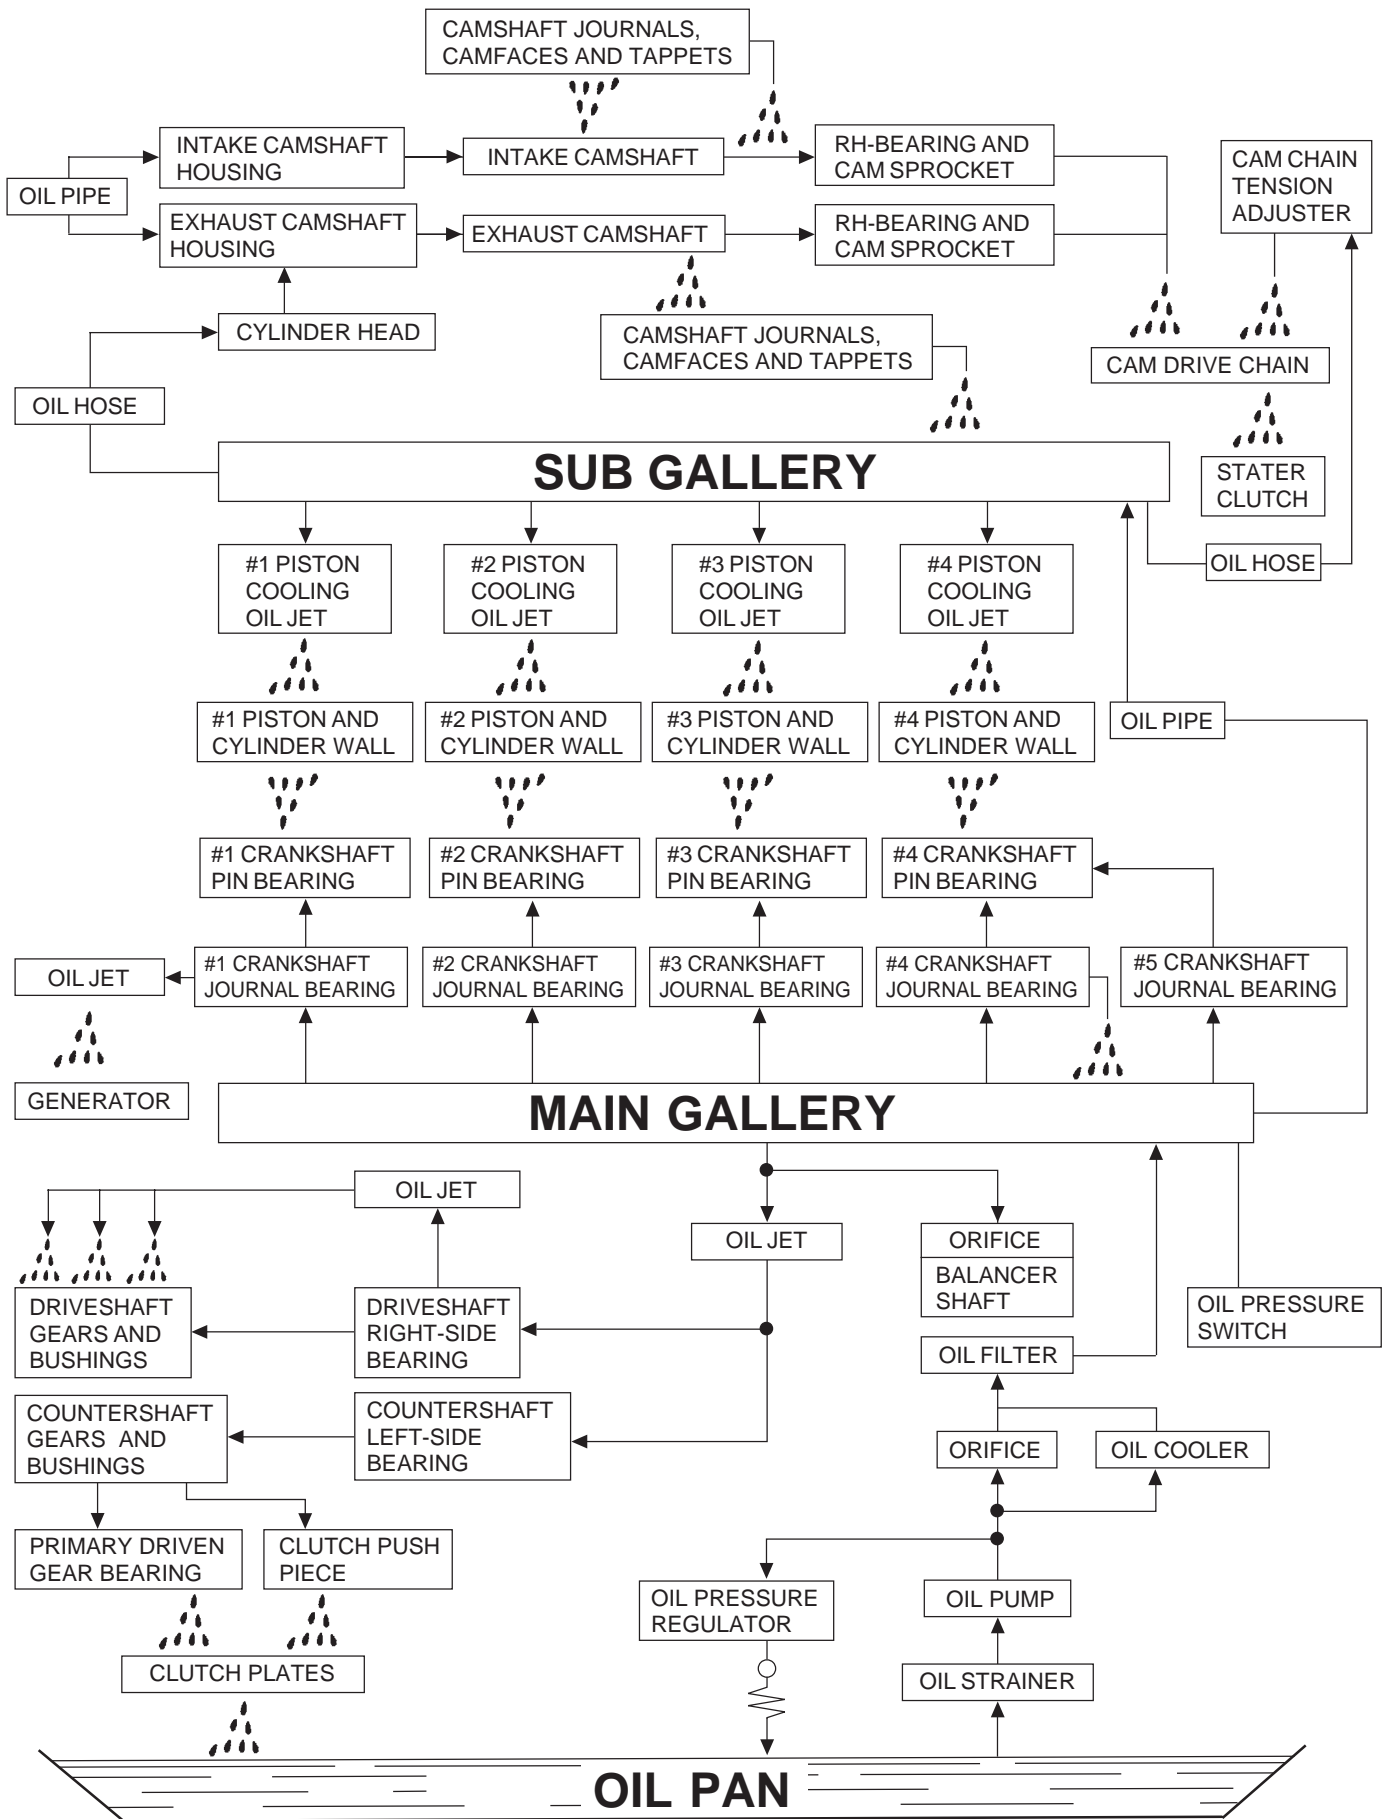 CAMSHAFT JOURNALS,
CAMFACES AND TAPPETS
INTAKE CAMSHAFT
HOUSING
INTAKE CAMSHAFT
RH-BEARING AND
CAM SPROCKET
CAM CHAIN
TENSION
ADJUSTER
OIL PIPE
EXHAUST CAMSHAFT
HOUSING
EXHAUST CAMSHAFT
RH-BEARING AND
CAM SPROCKET
CYLINDER HEAD
CAMSHAFT JOURNALS,
CAMFACES AND TAPPETS
CAM DRIVE CHAIN
OIL HOSE
SUB GALLERY
STATER
CLUTCH
#1 PISTON
COOLING
OIL JET
#2 PISTON
COOLING
OIL JET
#3 PISTON
COOLING
OIL JET
#4 PISTON
COOLING
OIL JET
OIL HOSE
#1 PISTON AND
CYLINDER WALL
#2 PISTON AND
CYLINDER WALL
#3 PISTON AND
CYLINDER WALL
#4 PISTON AND
CYLINDER WALL
OIL PIPE
#1 CRANKSHAFT
PIN BEARING
#2 CRANKSHAFT
PIN BEARING
#3 CRANKSHAFT
PIN BEARING
#4 CRANKSHAFT
PIN BEARING
OIL JET
#1 CRANKSHAFT
JOURNAL BEARING
#2 CRANKSHAFT
JOURNAL BEARING
#3 CRANKSHAFT
JOURNAL BEARING
#4 CRANKSHAFT
JOURNAL BEARING
#5 CRANKSHAFT
JOURNAL BEARING
GENERATOR
MAIN GALLERY
OIL JET
OIL JET
ORIFICE
BALANCER
SHAFT
DRIVESHAFT
GEARS AND
BUSHINGS
DRIVESHAFT
RIGHT-SIDE
BEARING
OIL PRESSURE
SWITCH
OIL FILTER
COUNTERSHAFT
GEARS AND
BUSHINGS
COUNTERSHAFT
LEFT-SIDE
BEARING
ORIFICE
OIL COOLER
PRIMARY DRIVEN
GEAR BEARING
CLUTCH PUSH
PIECE
OIL PRESSURE
REGULATOR
OIL PUMP
CLUTCH PLATES
OIL STRAINER
OIL PAN